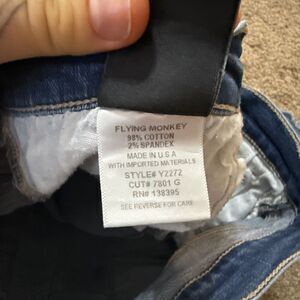 FLYING MONKEY
98% COTTON
2% SPANDEX
MADE IN U.S.A
WITH IMPORTED MATERIALS
STYLE# Y2272
CUT# 7801 G
RN# 138395
SEE REVERSE FOR CARE